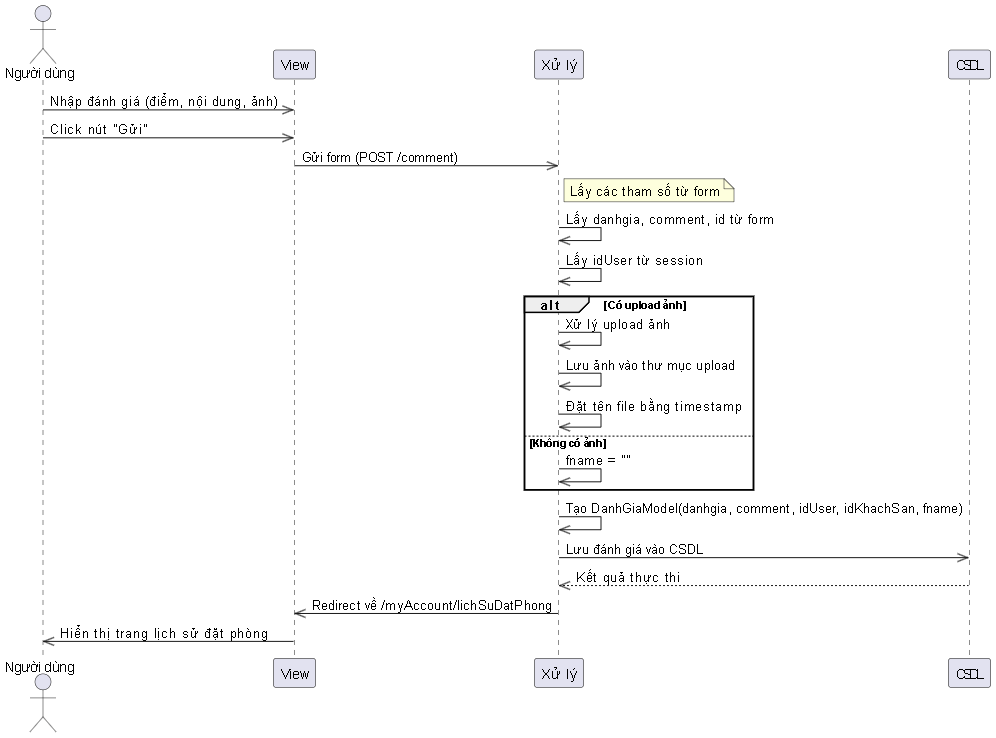 Người dùng
View
Xử lý
CSDL
Nhập đánh giá (điểm, nội dung, ảnh)
Click nút "Gửi"
Gửi form (POST /comment)
Lấy các tham số từ form
Lấy danhgia, comment, id từ form
Lấy idUser từ session
alt [Có upload ảnh]
Xử lý upload ảnh
Lưu ảnh vào thư mục upload
Đặt tên file bằng timestamp
[Không có ảnh]
fname = ""
Tạo DanhGiaModel(danhgia, comment, idUser, idKhachSan, fname)
Lưu đánh giá vào CSDL
Kết quả thực thi
Redirect về /myAccount/lichSuDatPhong
Hiển thị trang lịch sử đặt phòng
Người dùng
View
Xử lý
CSDL